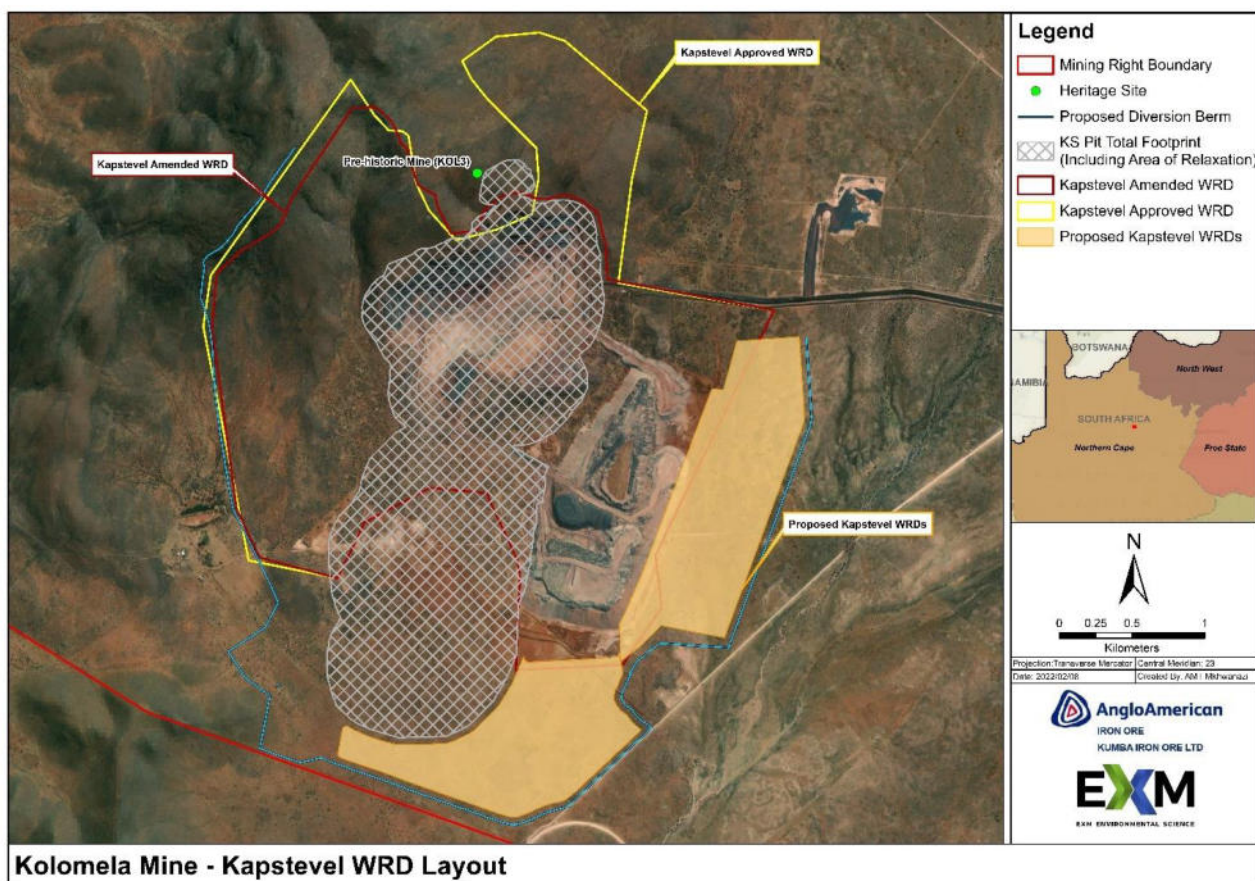 Kapstevel Approved WRD
Kapstevel Amended WRD
Pre-historic Mine (KOL3)
Proposed Kapstevel WRDs
Legend
Mining Right Boundary
Heritage Site
Proposed Diversion Berm
KS Pit Total Footprint
(Including Area of Relaxation)
Kapstevel Amended WRD
Kapstevel Approved WRD
Proposed Kapstevel WRDs
BOTSWANA
North West
AMIBIA
SOUTH AFRICA
Northern Cape
Free State
N
0 0.25 0.5 1
Kilometers
Projection:Transverse Mercator Central Meridian: 23
Date: 2022/02/08 Created By: AMT Mkhwanazi
AngloAmerican
IRON ORE
KUMBA IRON ORE LTD
EXM
EXM ENVIRONMENTAL SCIENCE
Kolomela Mine - Kapstevel WRD Layout